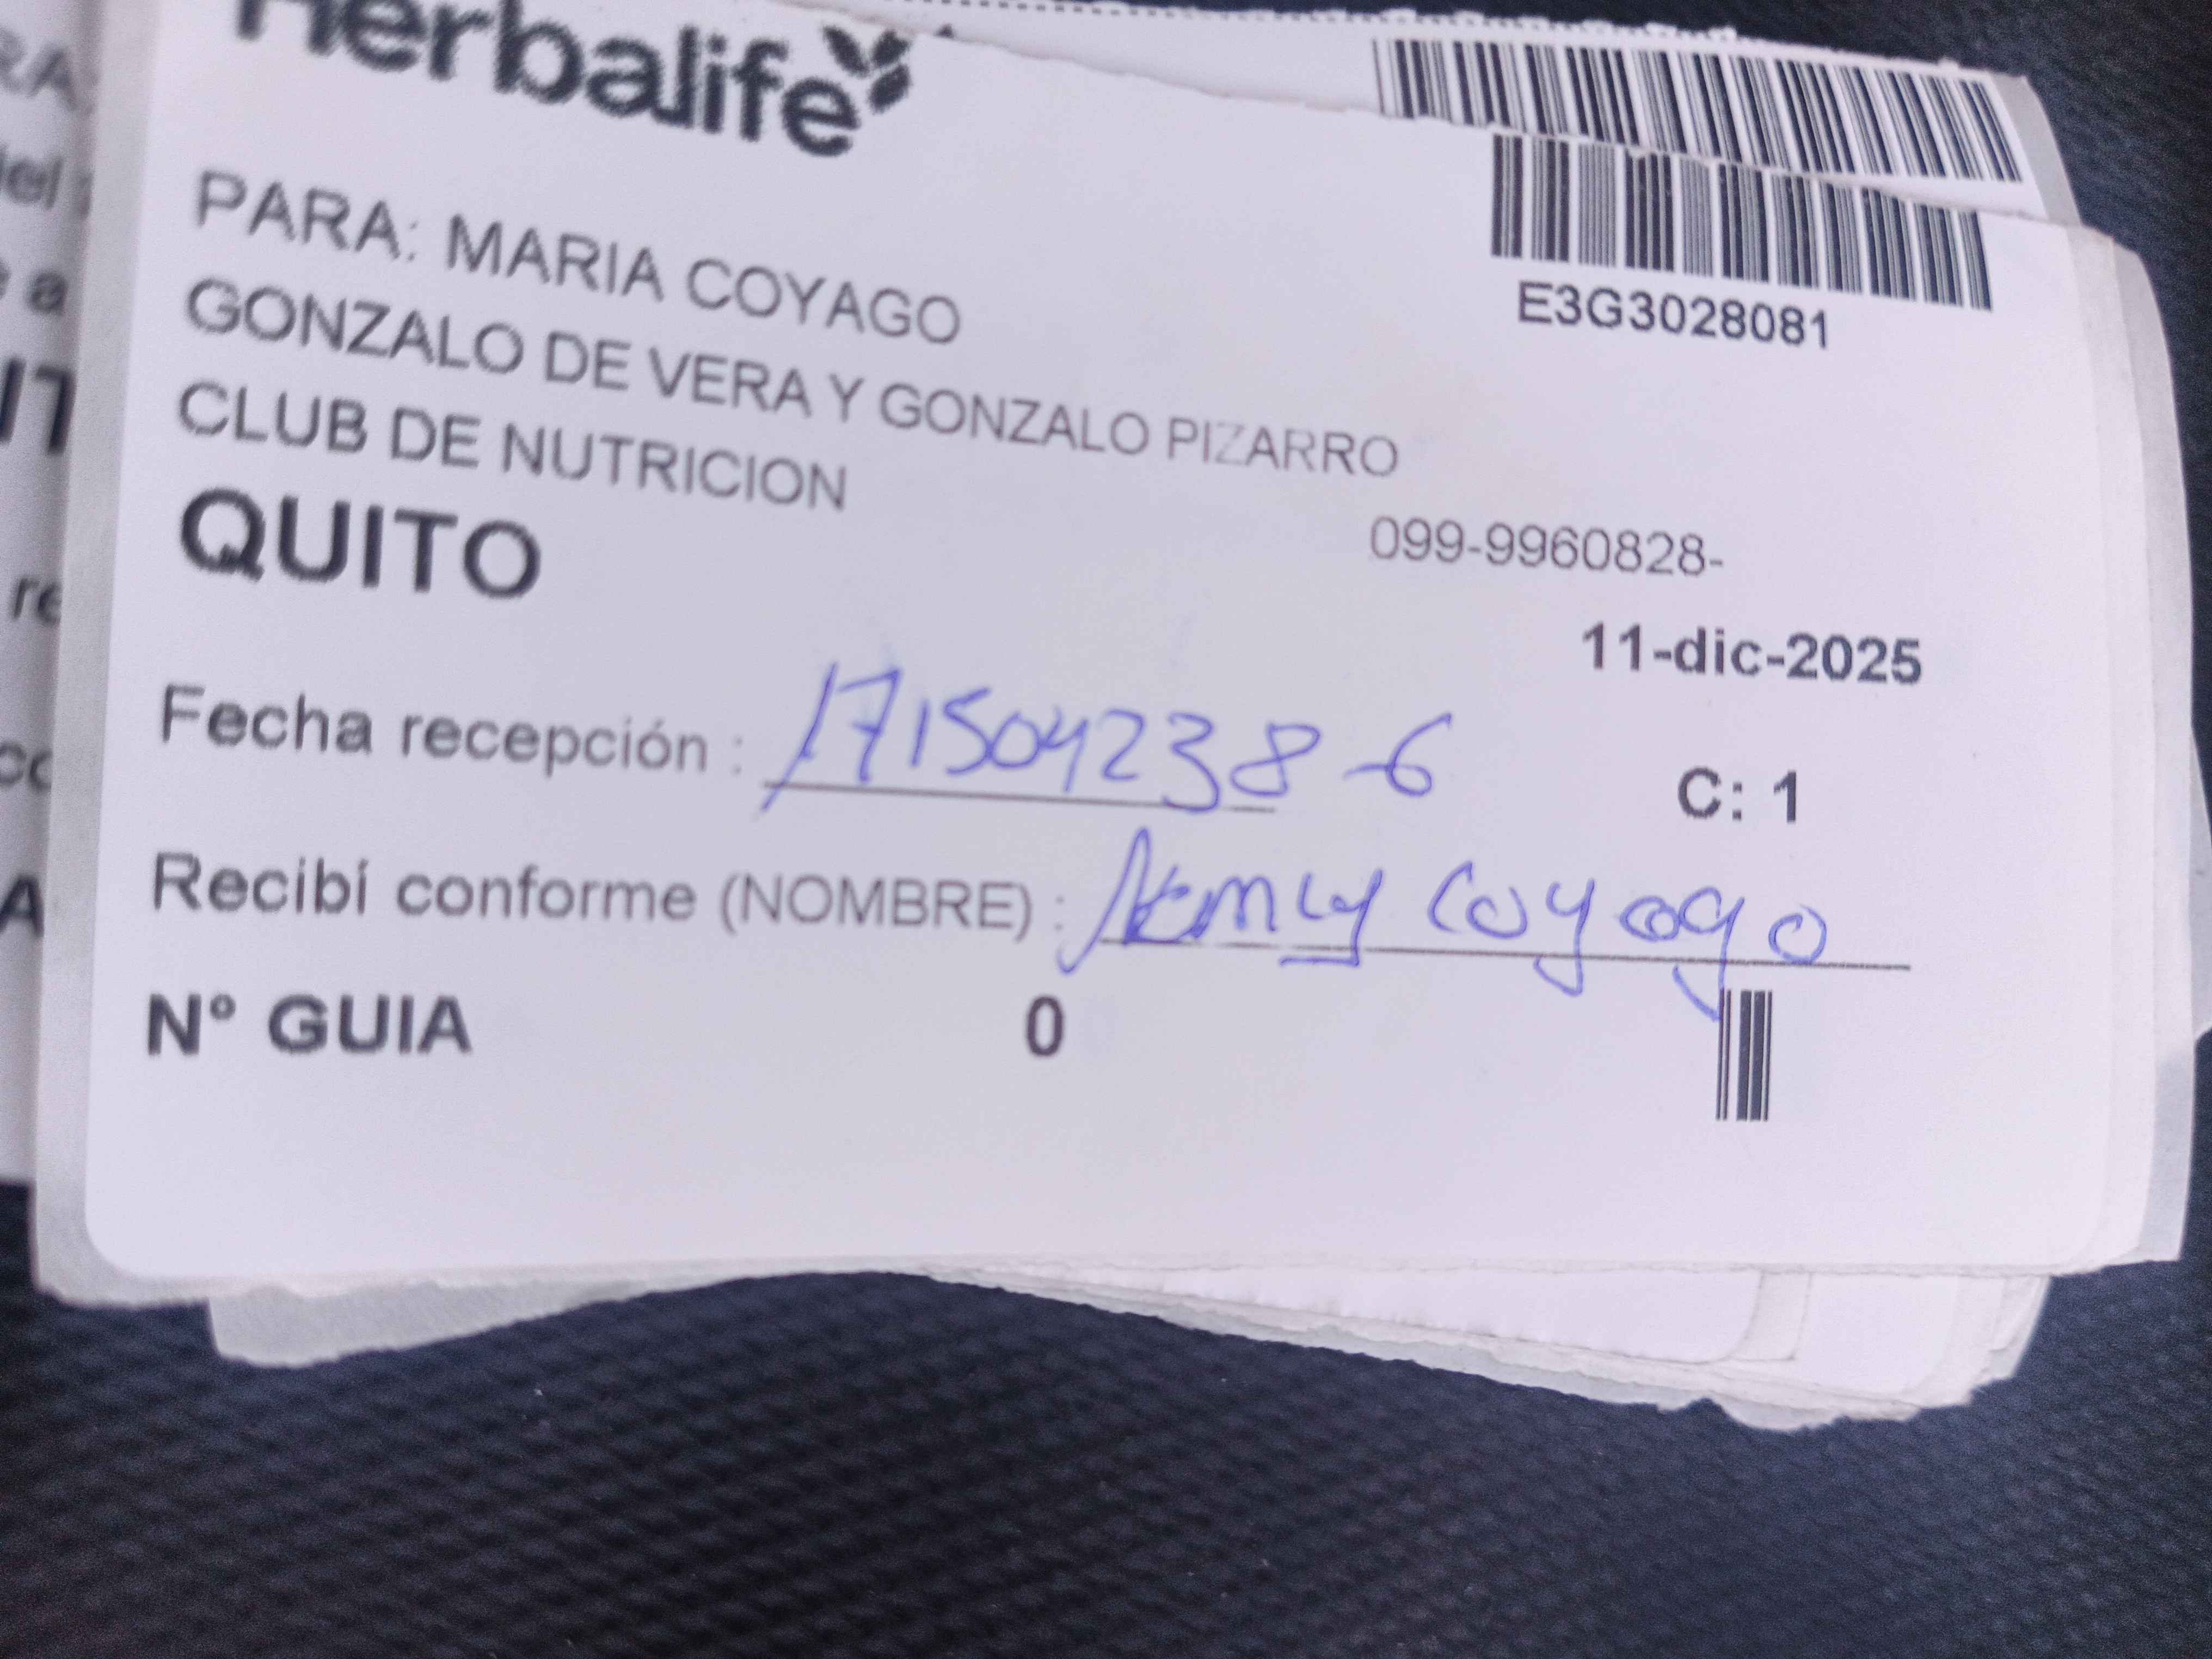 Herbalife
PARA: MARIA COYAGO
GONZALO DE VERA Y GONZALO PIZARRO
CLUB DE NUTRICION
QUITO
E3G3028081
099-9960828-
11-dic-2025
Fecha recepción : 171504238-6
C: 1
Recibí conforme (NOMBRE) : Coyago
N° GUIA 0